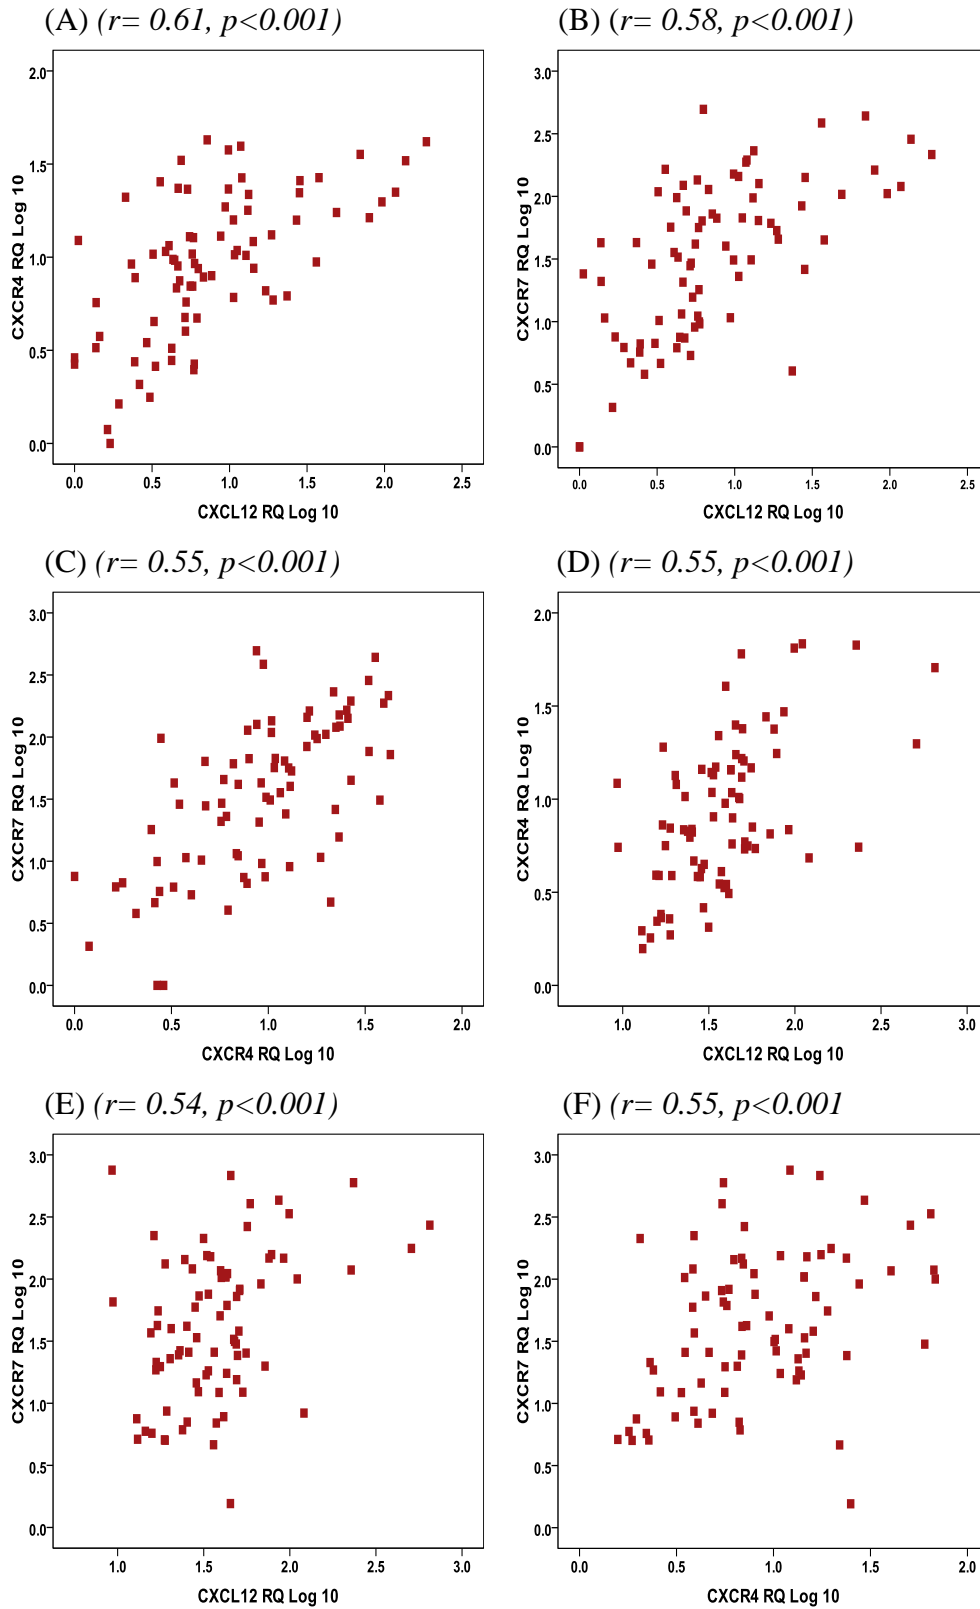 (A) (r= 0.61, p<0.001)
(B) (r= 0.58, p<0.001)
CXCR4 RQ Log 10
2.0
1.5
1.0
0.5
0.0
0.0 0.5 1.0 1.5 2.0 2.5
CXCL12 RQ Log 10
CXCR7 RQ Log 10
3.0
2.5
2.0
1.5
1.0
0.5
0.0
0.0 0.5 1.0 1.5 2.0 2.5
CXCL12 RQ Log 10
(C) (r= 0.55, p<0.001)
(D) (r= 0.55, p<0.001)
CXCR7 RQ Log 10
3.0
2.5
2.0
1.5
1.0
0.5
0.0
0.0 0.5 1.0 1.5 2.0
CXCR4 RQ Log 10
CXCR4 RQ Log 10
2.0
1.5
1.0
0.5
0.0
1.0 1.5 2.0 2.5 3.0
CXCL12 RQ Log 10
(E) (r= 0.54, p<0.001)
(F) (r= 0.55, p<0.001
CXCR7 RQ Log 10
3.0
2.5
2.0
1.5
1.0
0.5
0.0
1.0 1.5 2.0 2.5 3.0
CXCL12 RQ Log 10
CXCR7 RQ Log 10
3.0
2.5
2.0
1.5
1.0
0.5
0.0
0.0 0.5 1.0 1.5 2.0
CXCR4 RQ Log 10